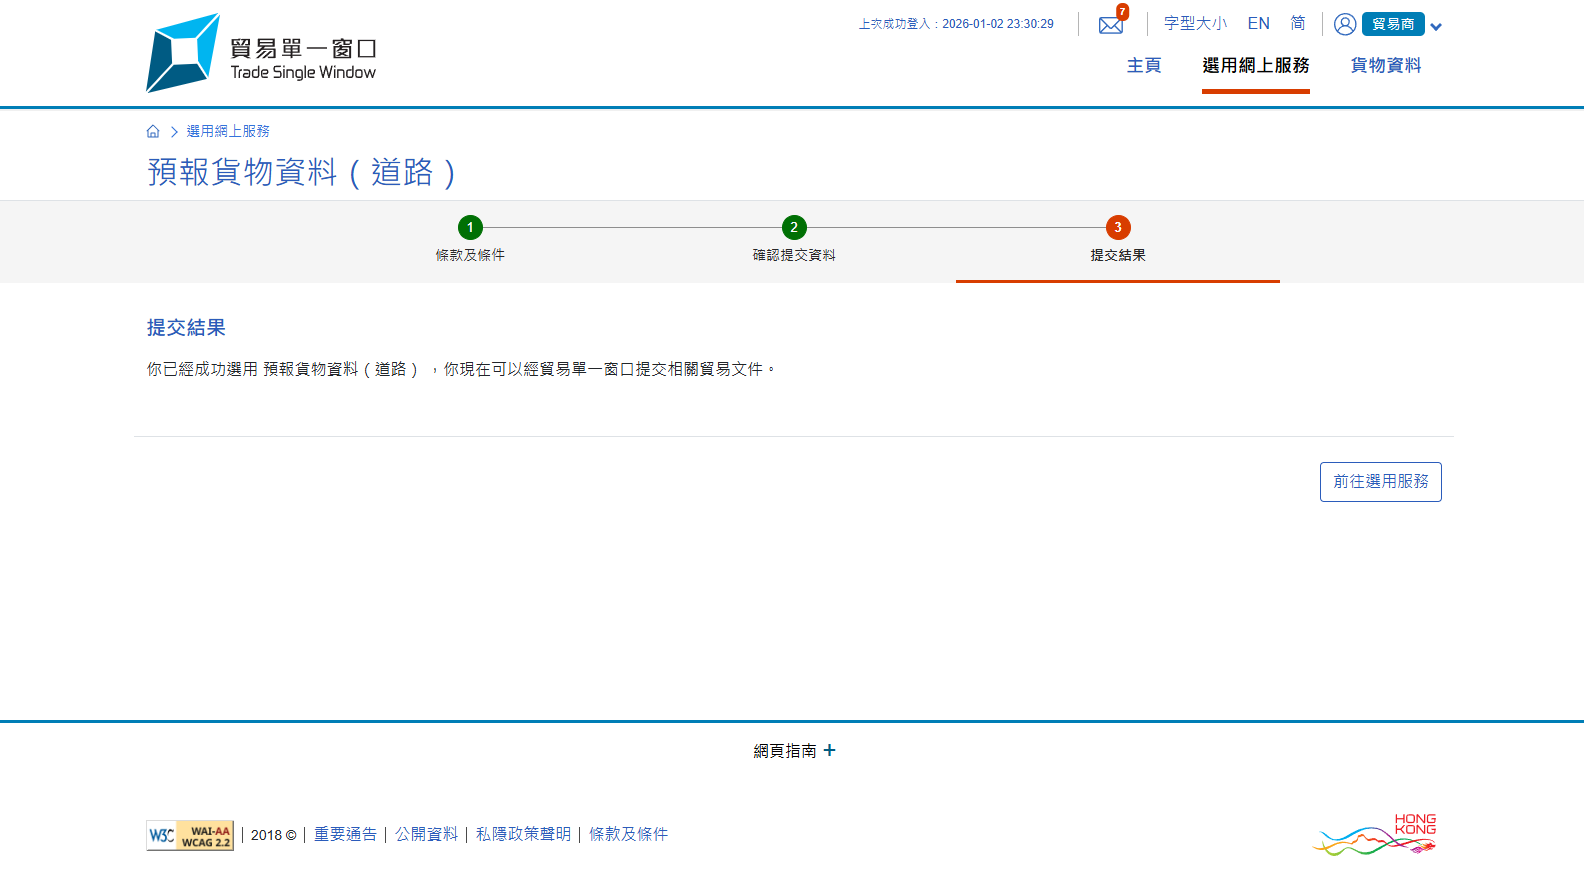 貿易單一窗口
Trade Single Window
上次成功登入：2026-01-02 23:30:29
7
字型大小
EN
简
貿易商
主頁
選用網上服務
貨物資料
選用網上服務
預報貨物資料（道路）
1
條款及條件
2
確認提交資料
3
提交結果
提交結果
你已經成功選用 預報貨物資料（道路） ，你現在可以經貿易單一窗口提交相關貿易文件。
前往選用服務
網頁指南 +
W3C WAI-AA WCAG 2.2 | 2018 © | 重要通告 | 公開資料 | 私隱政策聲明 | 條款及條件
HONG KONG